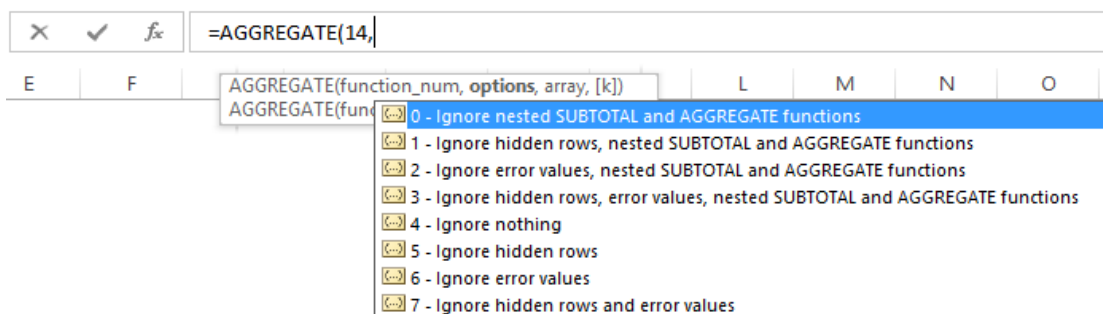 fx =AGGREGATE(14,
E F L M N O
AGGREGATE(function_num, options, array, [k])
AGGREGATE(func
0 - Ignore nested SUBTOTAL and AGGREGATE functions
1 - Ignore hidden rows, nested SUBTOTAL and AGGREGATE functions
2 - Ignore error values, nested SUBTOTAL and AGGREGATE functions
3 - Ignore hidden rows, error values, nested SUBTOTAL and AGGREGATE functions
4 - Ignore nothing
5 - Ignore hidden rows
6 - Ignore error values
7 - Ignore hidden rows and error values